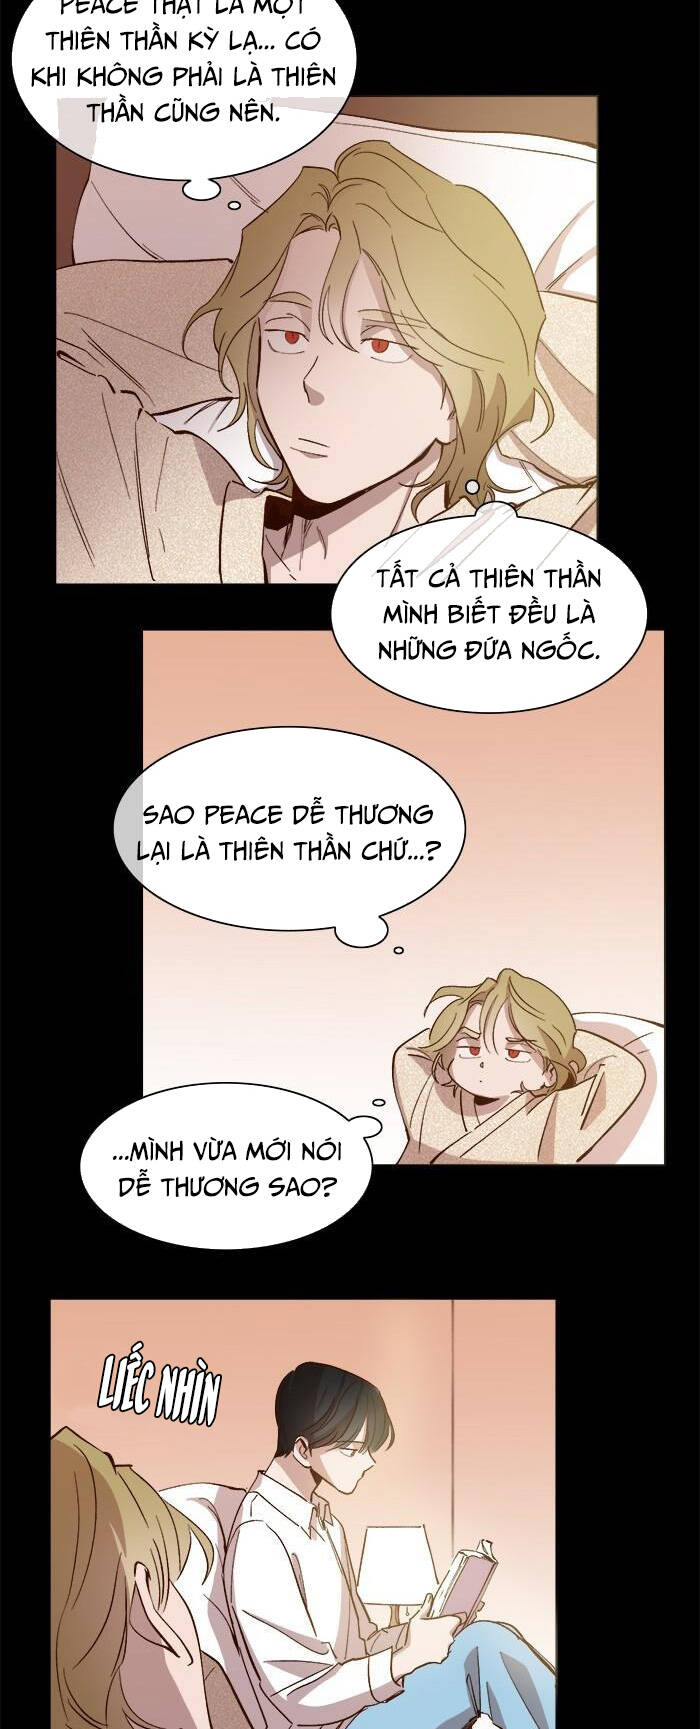 PEACE THẬT LÀ MỘT
THIÊN THẦN KỲ LẠ... CÓ
KHI KHÔNG PHẢI LÀ THIÊN
THẦN CŨNG NÊN.
TẤT CẢ THIÊN THẦN
MÌNH BIẾT ĐỀU LÀ
NHỮNG ĐỨA NGỐC.
SAO PEACE DỄ THƯƠNG
LẠI LÀ THIÊN THẦN CHỨ...?
...MÌNH VỪA MỚI NÓI
DỄ THƯƠNG SAO?
LIẾC NHÌN